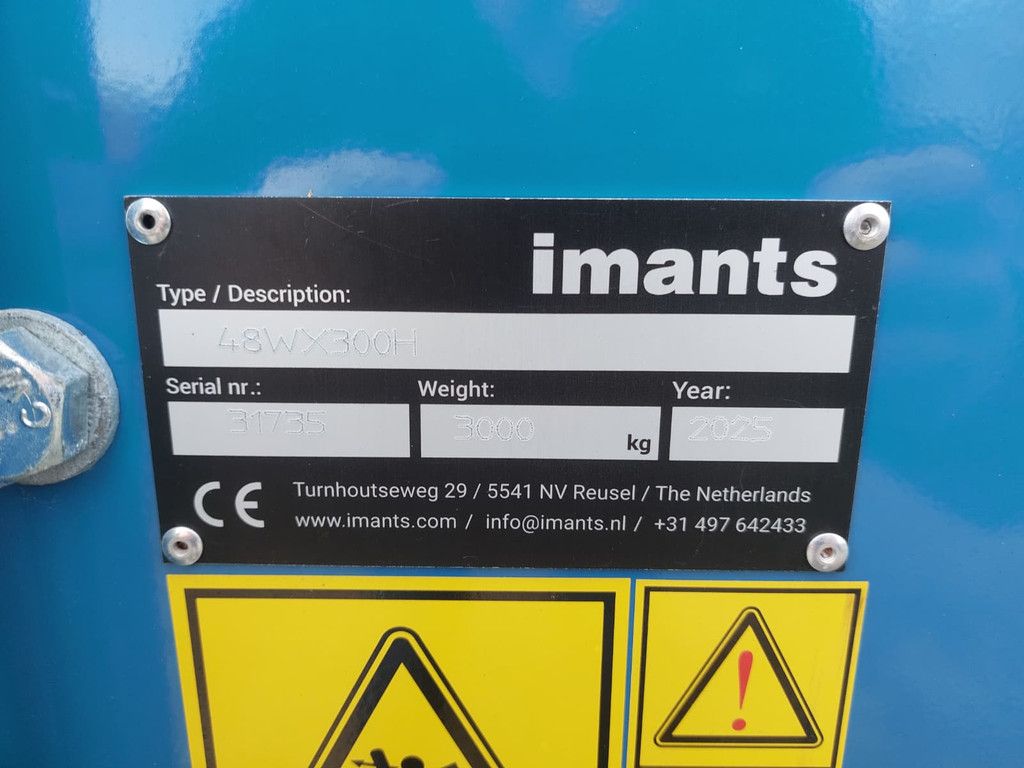 imants
Type / Description:
48WX300H
Serial nr.: Weight: Year:
31735 3000 kg 2025
CE Turnhoutseweg 29 / 5541 NV Reusel / The Netherlands
www.imants.com / info@imants.nl / +31 497 642433
!